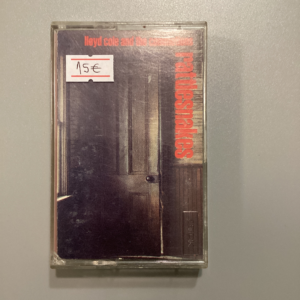 lloyd cole and the commotions
15€
rattlesnakes